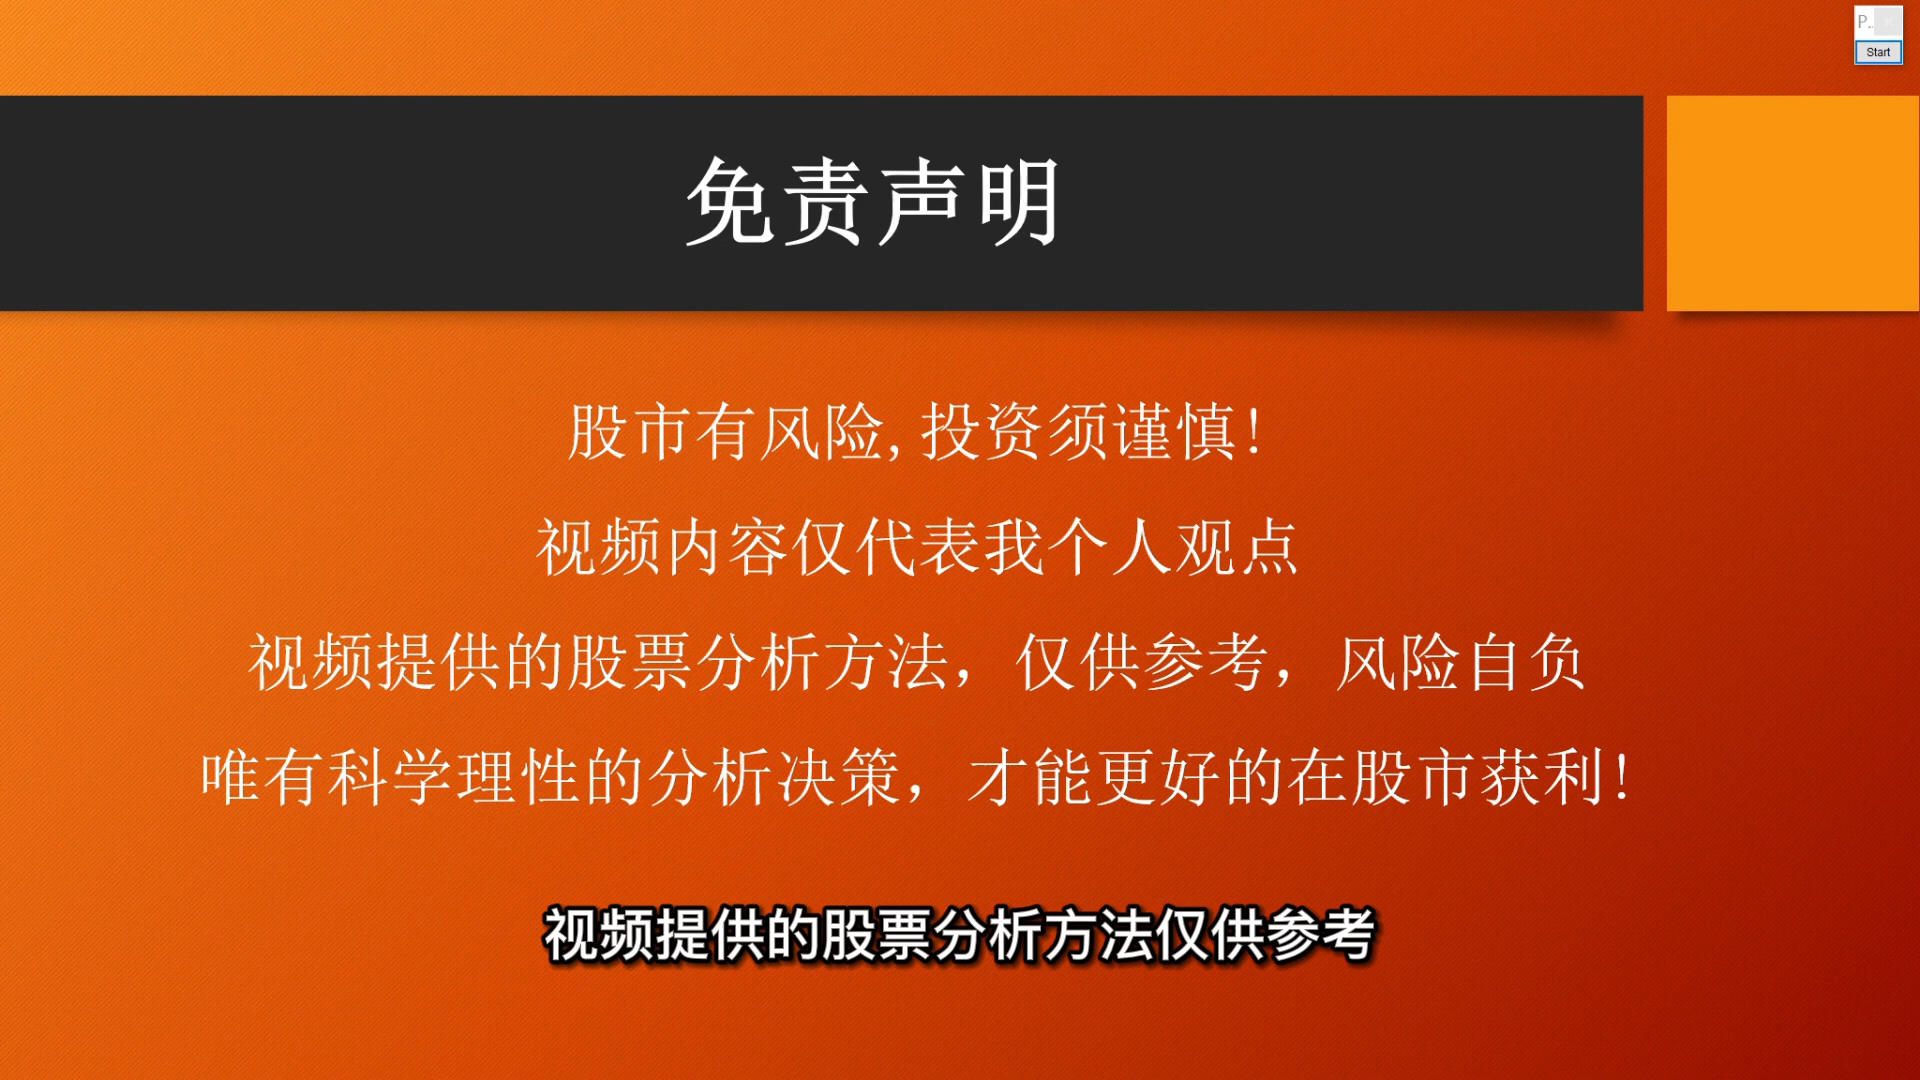 P..
Start
免责声明
股市有风险,投资须谨慎!
视频内容仅代表我个人观点
视频提供的股票分析方法，仅供参考，风险自负
唯有科学理性的分析决策，才能更好的在股市获利!
视频提供的股票分析方法仅供参考